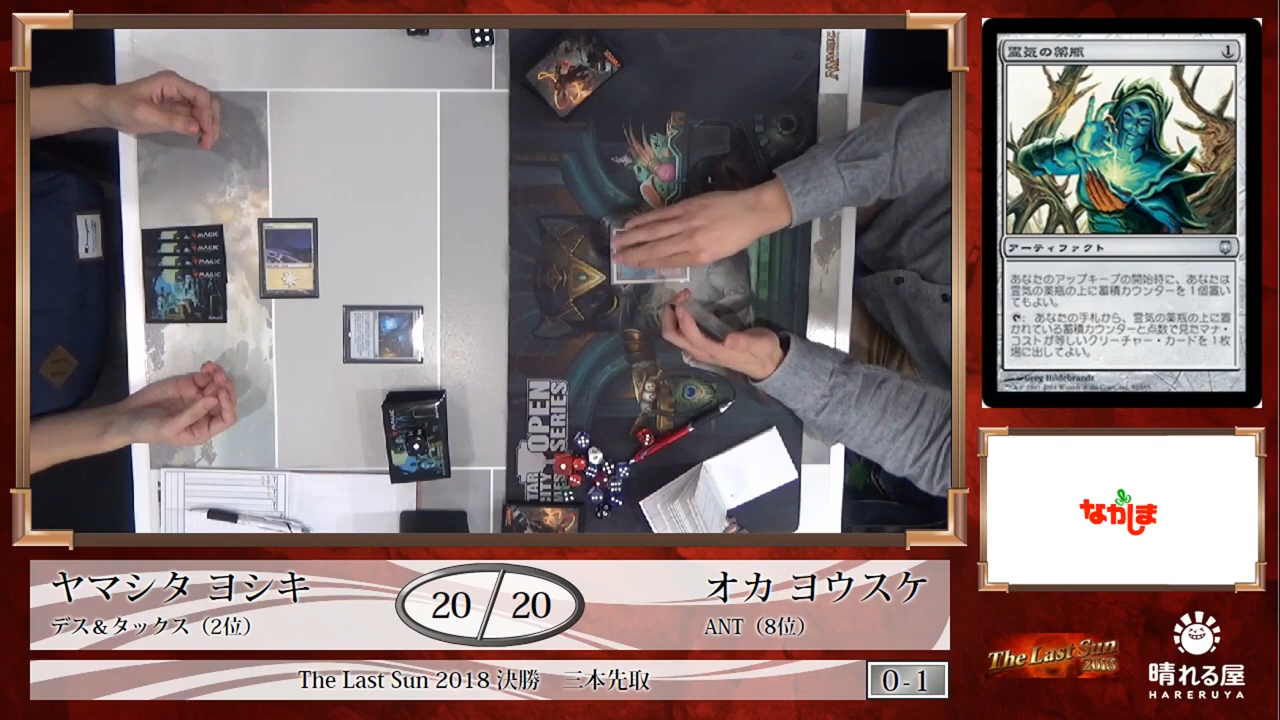 霊気の薬瓶 1
アーティファクト
あなたのアップキープの開始時に、あなたは
霊気の薬瓶の上に蓄積カウンターを1個置い
てもよい。
: あなたの手札から、霊気の薬瓶の上に置
かれている蓄積カウンターと点数で見たマナ・
コストが等しいクリーチャー・カードを1枚
場に出してよい。
Greg Hildebrandt
MAGIC
MAGIC
MAGIC
MAGIC
OPEN
SERIES
なかしま
ヤマシタ ヨシキ
デス&タックス（2位）
20 / 20
オカ ヨウスケ
ANT（8位）
The Last Sun 2018 決勝　三本先取
0-1
The Last Sun
2018
晴れる屋
HARERUYA